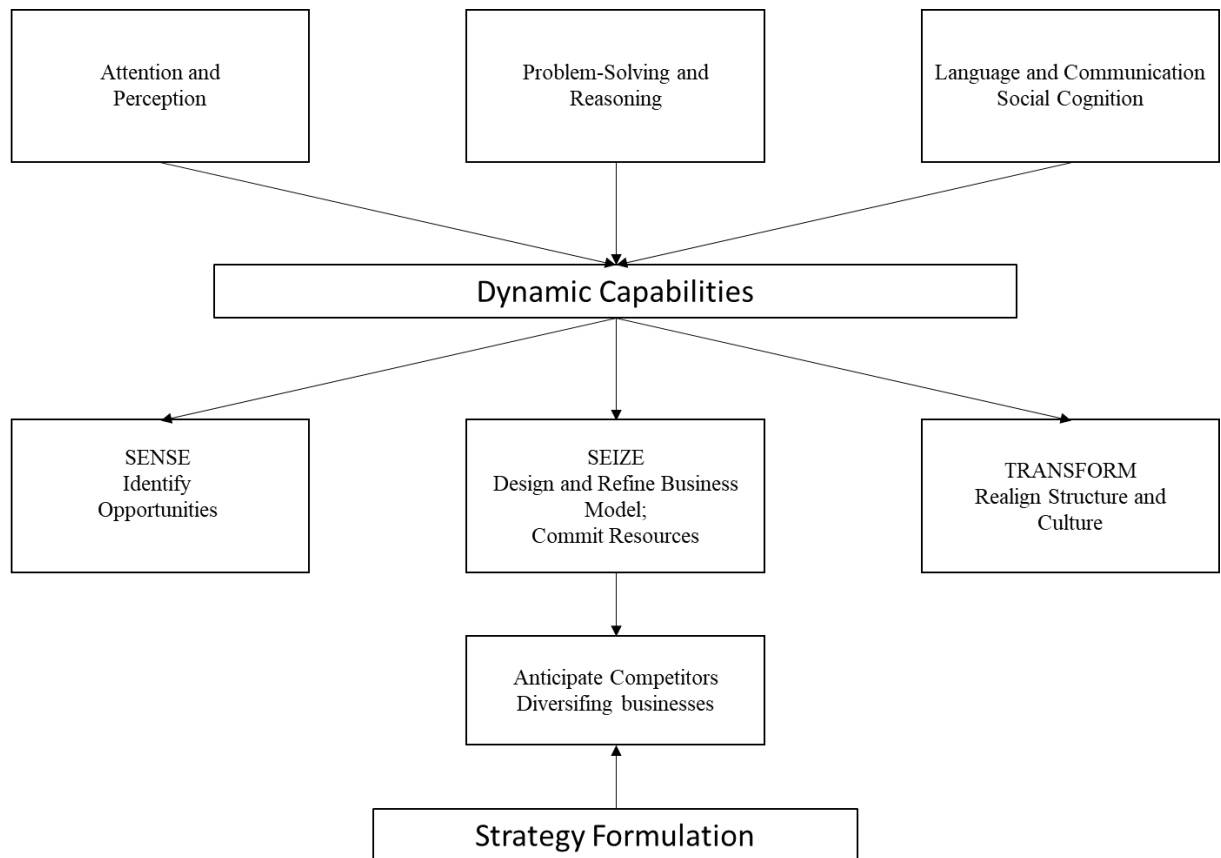 Attention and
Perception
Problem-Solving and
Reasoning
Language and Communication
Social Cognition
Dynamic Capabilities
SENSE
Identify
Opportunities
SEIZE
Design and Refine Business
Model;
Commit Resources
TRANSFORM
Realign Structure and
Culture
Anticipate Competitors
Diversifing businesses
Strategy Formulation